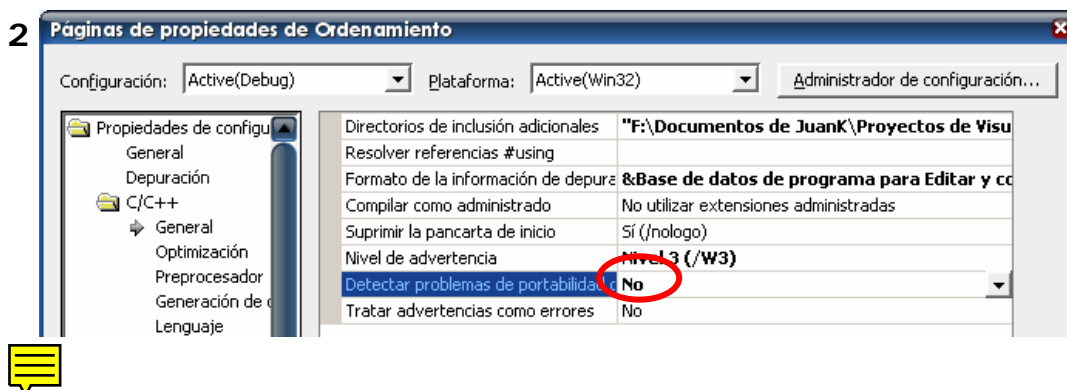 2
Páginas de propiedades de Ordenamiento
Configuración: Active(Debug) Plataforma: Active(Win32) Administrador de configuración...
Propiedades de configu
General
Depuración
C/C++
General
Optimización
Preprocesador
Generación de
Lenguaje
Directorios de inclusión adicionales "F:\Documentos de JuanK\Proyectos de Visu
Resolver referencias #using
Formato de la información de depura &Base de datos de programa para Editar y co
Compilar como administrado No utilizar extensiones administradas
Suprimir la pancarta de inicio Sí (/nologo)
Nivel de advertencia Nivel 3 (/W3)
Detectar problemas de portabilidad No
Tratar advertencias como errores No